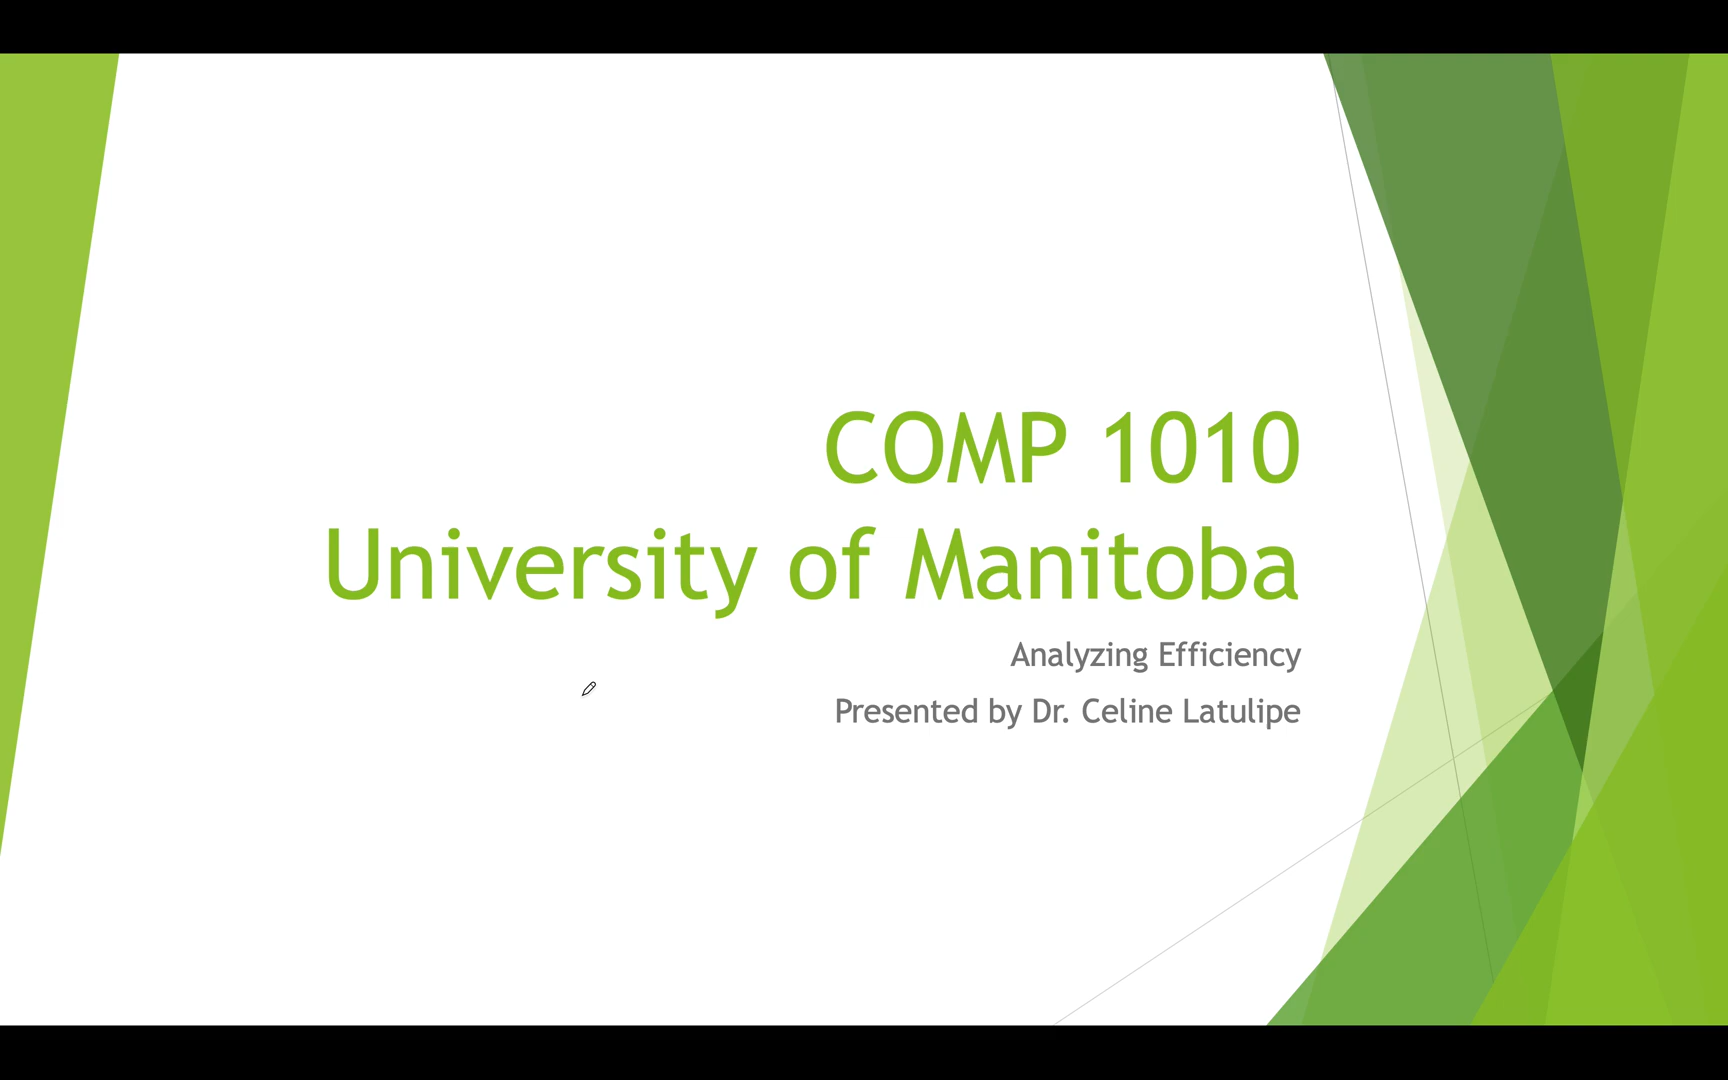 COMP 1010
University of Manitoba
Analyzing Efficiency
Presented by Dr. Celine Latulipe